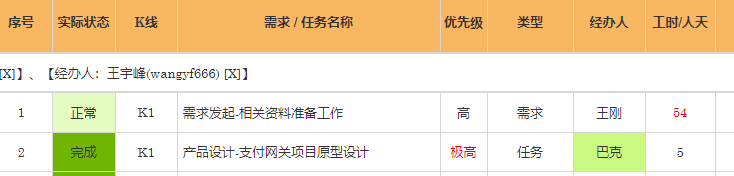 序号 实际状态 K线 需求 / 任务名称 优先级 类型 经办人 工时/人天
[X]】、【经办人：王宇峰(wangyf666) [X]】
1 正常 K1 需求发起-相关资料准备工作 高 需求 王刚 54
2 完成 K1 产品设计-支付网关项目原型设计 极高 任务 巴克 5